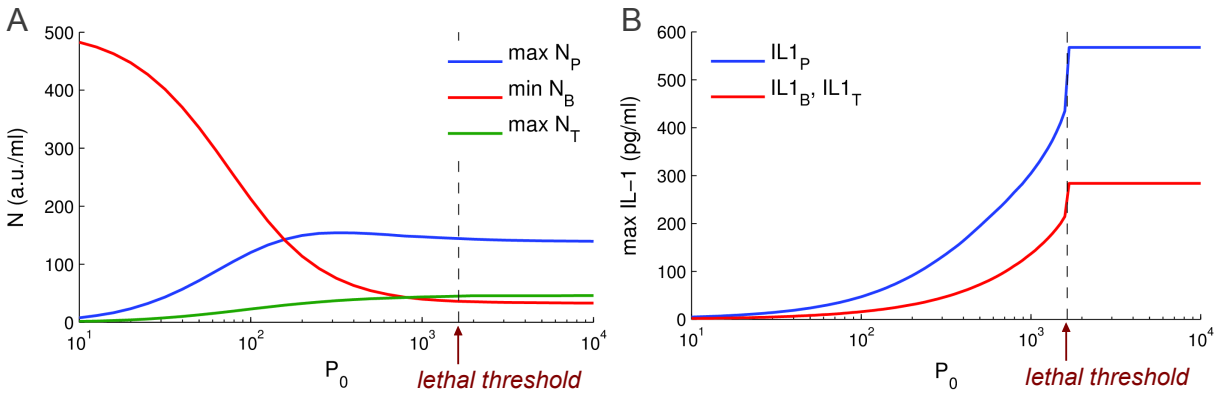 A
N (a.u./ml)
500
400
300
200
100
0
max N_P
min N_B
max N_T
10^1
10^2
10^3
10^4
P_0
lethal threshold
B
max IL−1 (pg/ml)
600
500
400
300
200
100
0
IL1_P
IL1_B, IL1_T
10^1
10^2
10^3
10^4
P_0
lethal threshold